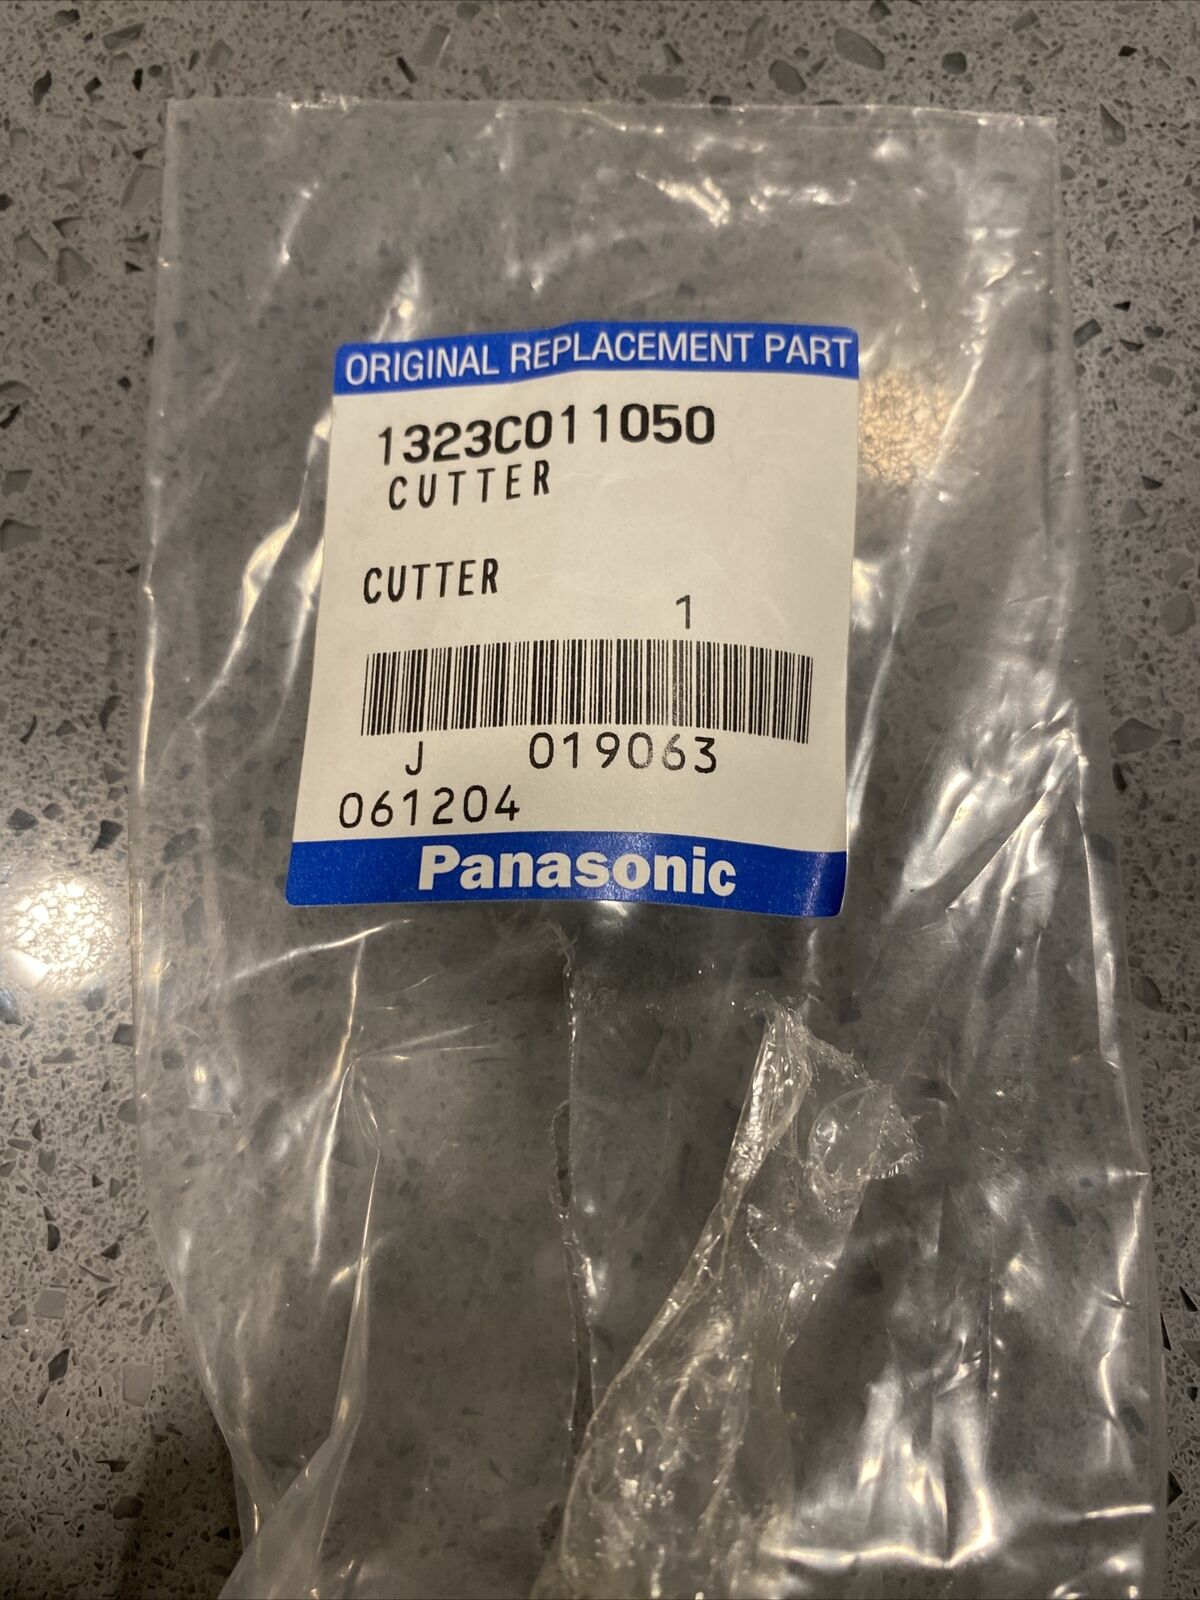 ORIGINAL REPLACEMENT PART
1323C011050
CUTTER
CUTTER
1
J 019063
061204
Panasonic